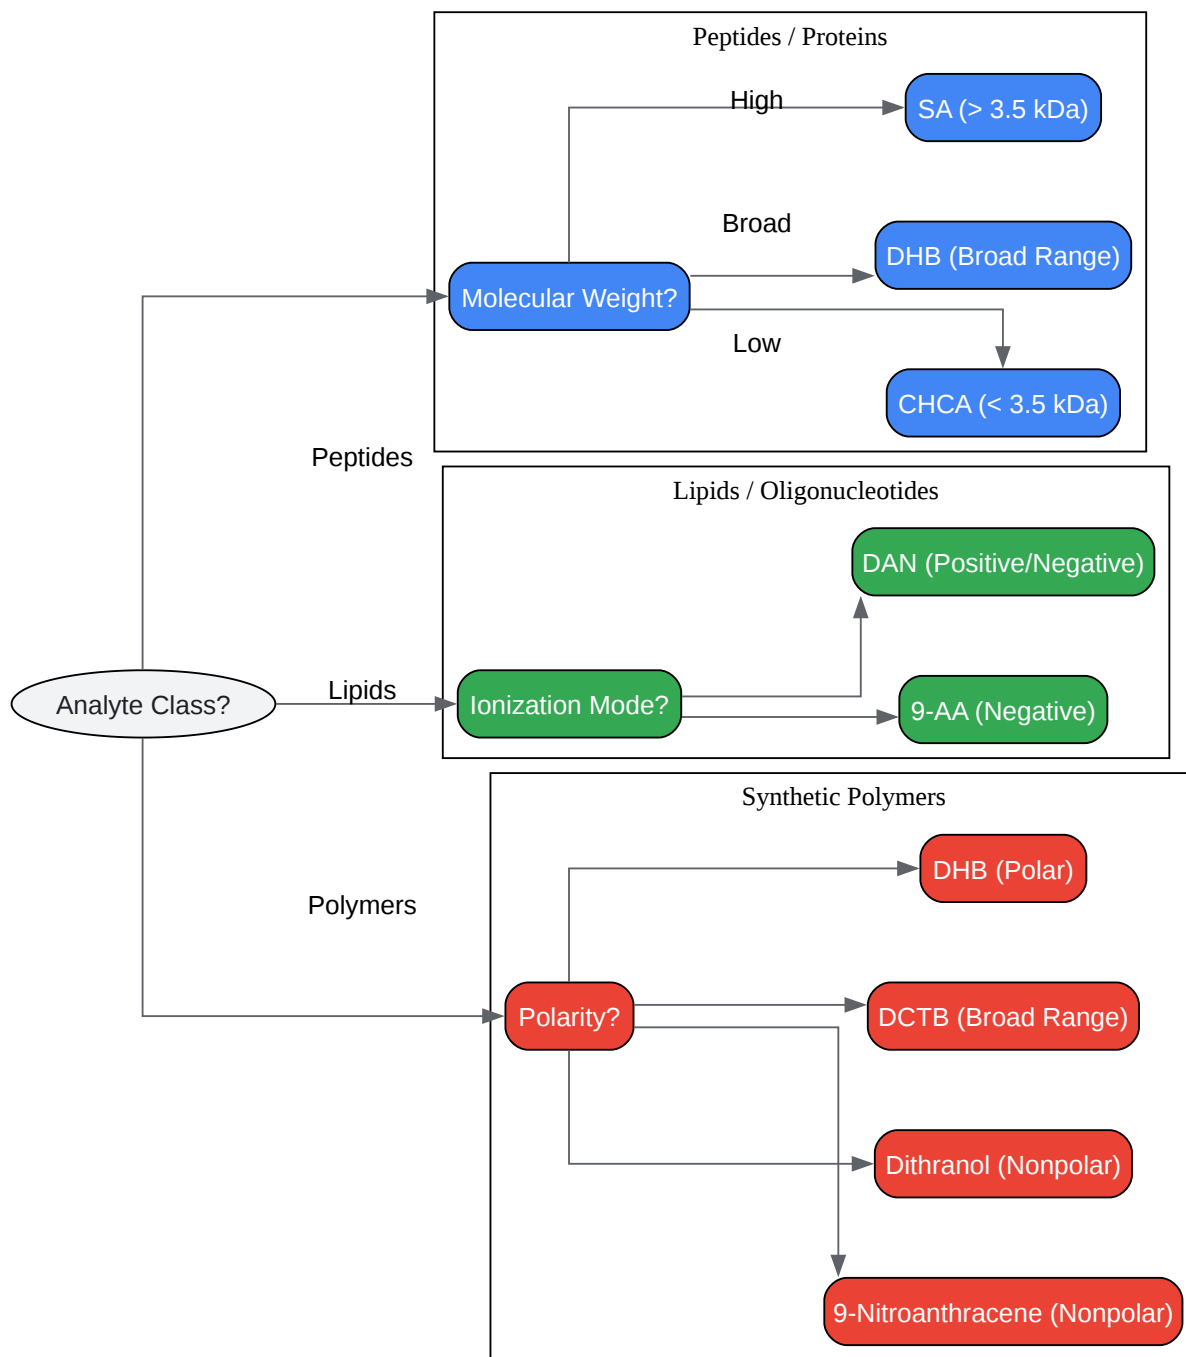 Peptides / Proteins
High
SA (> 3.5 kDa)
Broad
DHB (Broad Range)
Molecular Weight?
Low
CHCA (< 3.5 kDa)
Peptides
Lipids / Oligonucleotides
DAN (Positive/Negative)
Analyte Class?
Lipids
Ionization Mode?
9-AA (Negative)
Synthetic Polymers
DHB (Polar)
Polymers
Polarity?
DCTB (Broad Range)
Dithranol (Nonpolar)
9-Nitroanthracene (Nonpolar)